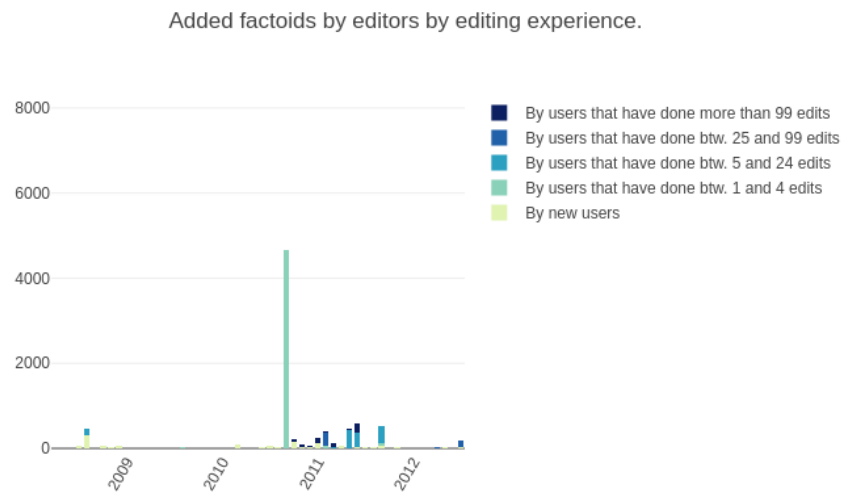 Added factoids by editors by editing experience.
8000
6000
4000
2000
0
2009
2010
2011
2012
By users that have done more than 99 edits
By users that have done btw. 25 and 99 edits
By users that have done btw. 5 and 24 edits
By users that have done btw. 1 and 4 edits
By new users